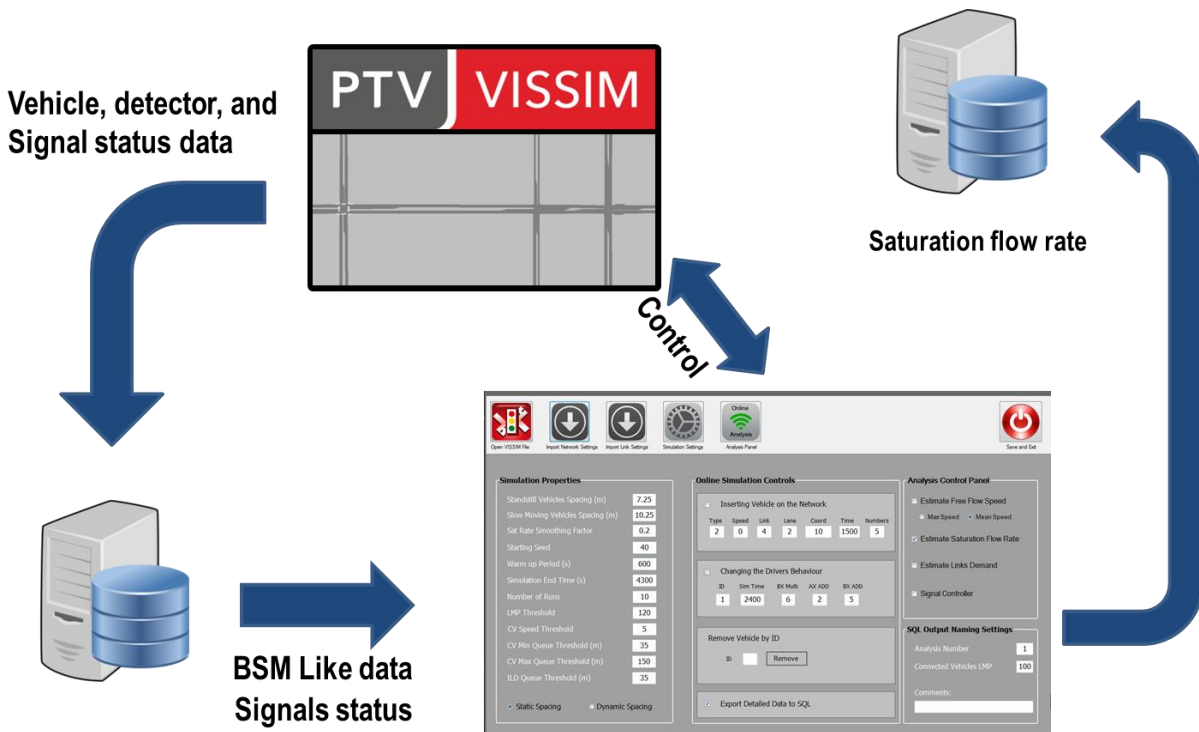 Vehicle, detector, and
Signal status data
PTV VISSIM
Saturation flow rate
Control
BSM Like data
Signals status
Open VISSIM File
Import Network Settings
Import Link Settings
Simulation Settings
Online
Analysis
Analysis Panel
Save and Exit
Simulation Properties
Standstill Vehicles Spacing (m) 7.25
Slow Moving Vehicles Spacing (m) 10.25
Sat Rate Smoothing Factor 0.2
Starting Seed 40
Warm up Period (s) 600
Simulation End Time (s) 4300
Number of Runs 10
LMP Threshold 120
CV Speed Threshold 5
CV Min Queue Threshold (m) 35
CV Max Queue Threshold (m) 150
ILD Queue Threshold (m) 35
Static Spacing Dynamic Spacing
Online Simulation Controls
Inserting Vehicle on the Network
Type Speed Link Lane Coord Time Numbers
2 0 4 2 10 1500 5
Changing the Drivers Behaviour
ID Sim Time BX Multi AX ADD BX ADD
1 2400 6 2 5
Remove Vehicle by ID
ID Remove
Export Detailed Data to SQL
Analysis Control Panel
Estimate Free Flow Speed
Max Speed Mean Speed
Estimate Saturation Flow Rate
Estimate Links Demand
Signal Controller
SQL Output Naming Settings
Analysis Number 1
Connected Vehicles LMP 100
Comments: